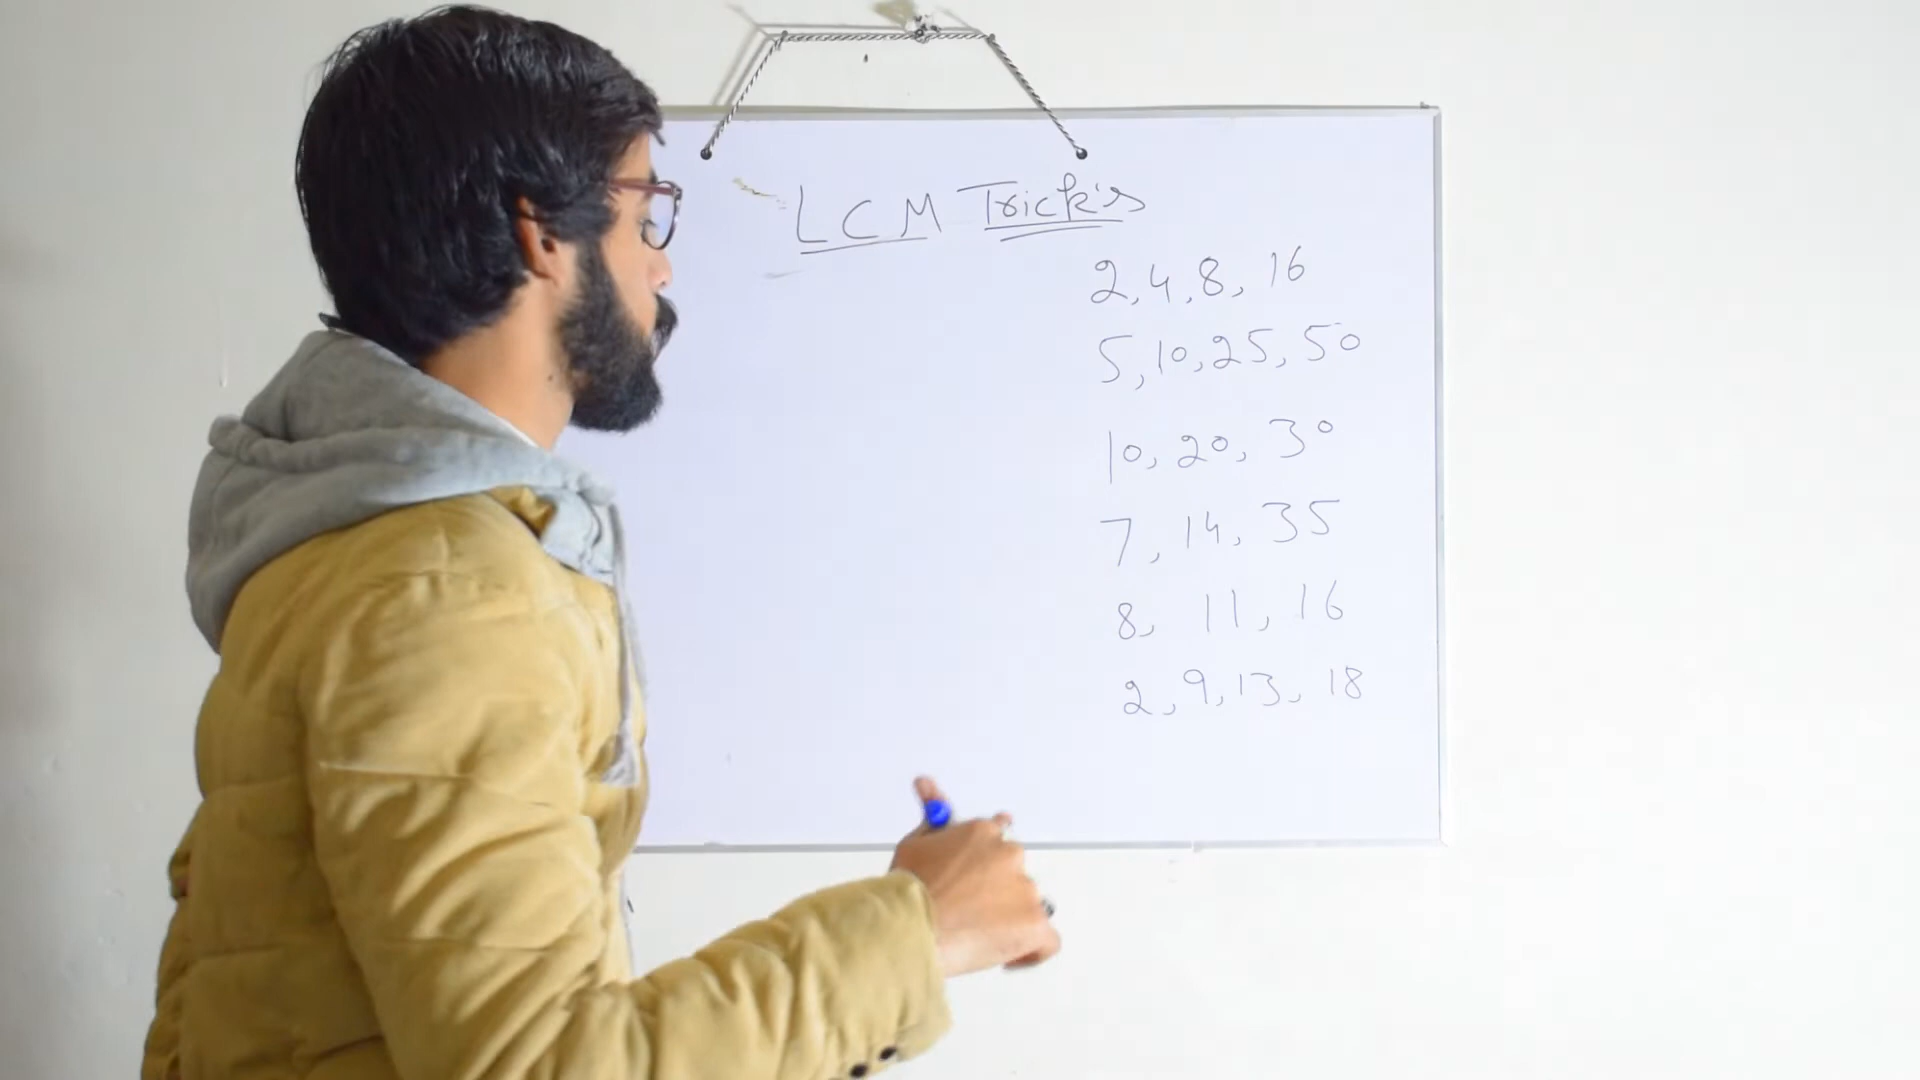 LCM Trick's
2, 4, 8, 16
5, 10, 25, 50
10, 20, 30
7, 14, 35
8, 11, 16
2, 9, 13, 18